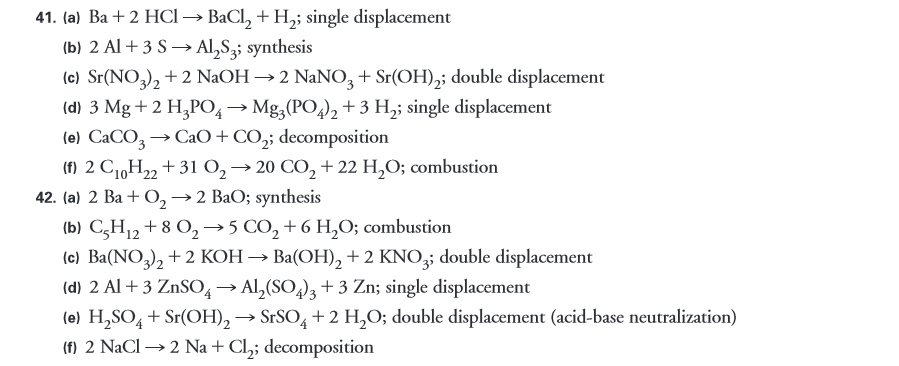 41. (a) Ba + 2 HCl → BaCl₂ + H₂; single displacement
(b) 2 Al + 3 S → Al₂S₃; synthesis
(c) Sr(NO₃)₂ + 2 NaOH → 2 NaNO₃ + Sr(OH)₂; double displacement
(d) 3 Mg + 2 H₃PO₄ → Mg₃(PO₄)₂ + 3 H₂; single displacement
(e) CaCO₃ → CaO + CO₂; decomposition
(f) 2 C₁₀H₂₂ + 31 O₂ → 20 CO₂ + 22 H₂O; combustion
42. (a) 2 Ba + O₂ → 2 BaO; synthesis
(b) C₅H₁₂ + 8 O₂ → 5 CO₂ + 6 H₂O; combustion
(c) Ba(NO₃)₂ + 2 KOH → Ba(OH)₂ + 2 KNO₃; double displacement
(d) 2 Al + 3 ZnSO₄ → Al₂(SO₄)₃ + 3 Zn; single displacement
(e) H₂SO₄ + Sr(OH)₂ → SrSO₄ + 2 H₂O; double displacement (acid-base neutralization)
(f) 2 NaCl → 2 Na + Cl₂; decomposition